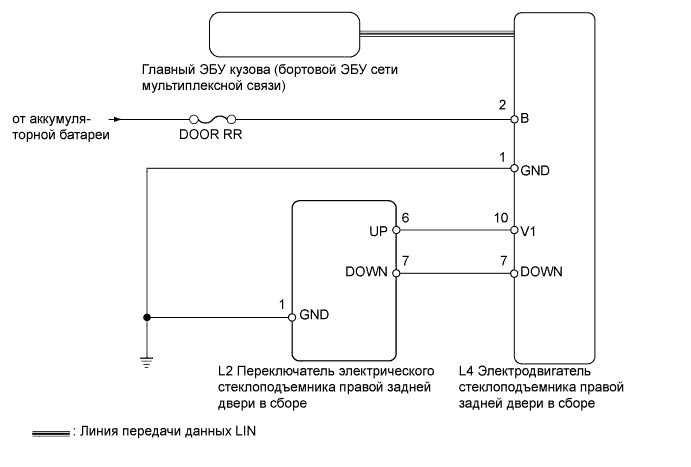 Главный ЭБУ кузова (бортовой ЭБУ сети
мультиплексной связи)
от аккумуля-
торной батареи
DOOR RR
2
B
1
GND
UP
6
10
V1
DOWN
7
7
DOWN
1
GND
L2 Переключатель электрического
стеклоподъемника правой задней
двери в сборе
L4 Электродвигатель
стеклоподъемника правой
задней двери в сборе
: Линия передачи данных LIN